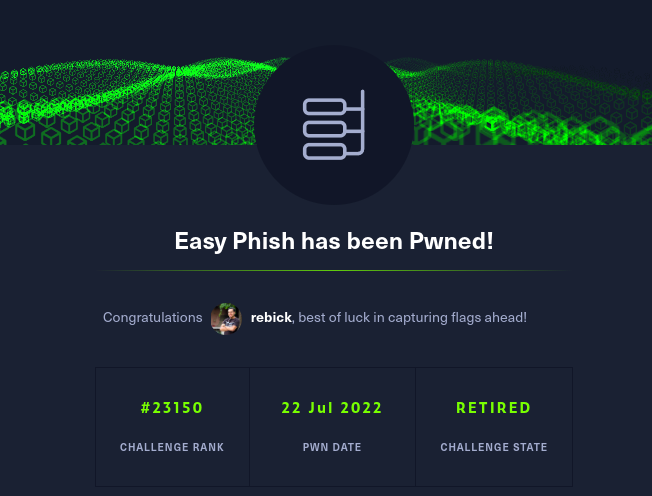 Easy Phish has been Pwned!
Congratulations rebick, best of luck in capturing flags ahead!
#23150 22 Jul 2022 RETIRED
CHALLENGE RANK PWN DATE CHALLENGE STATE